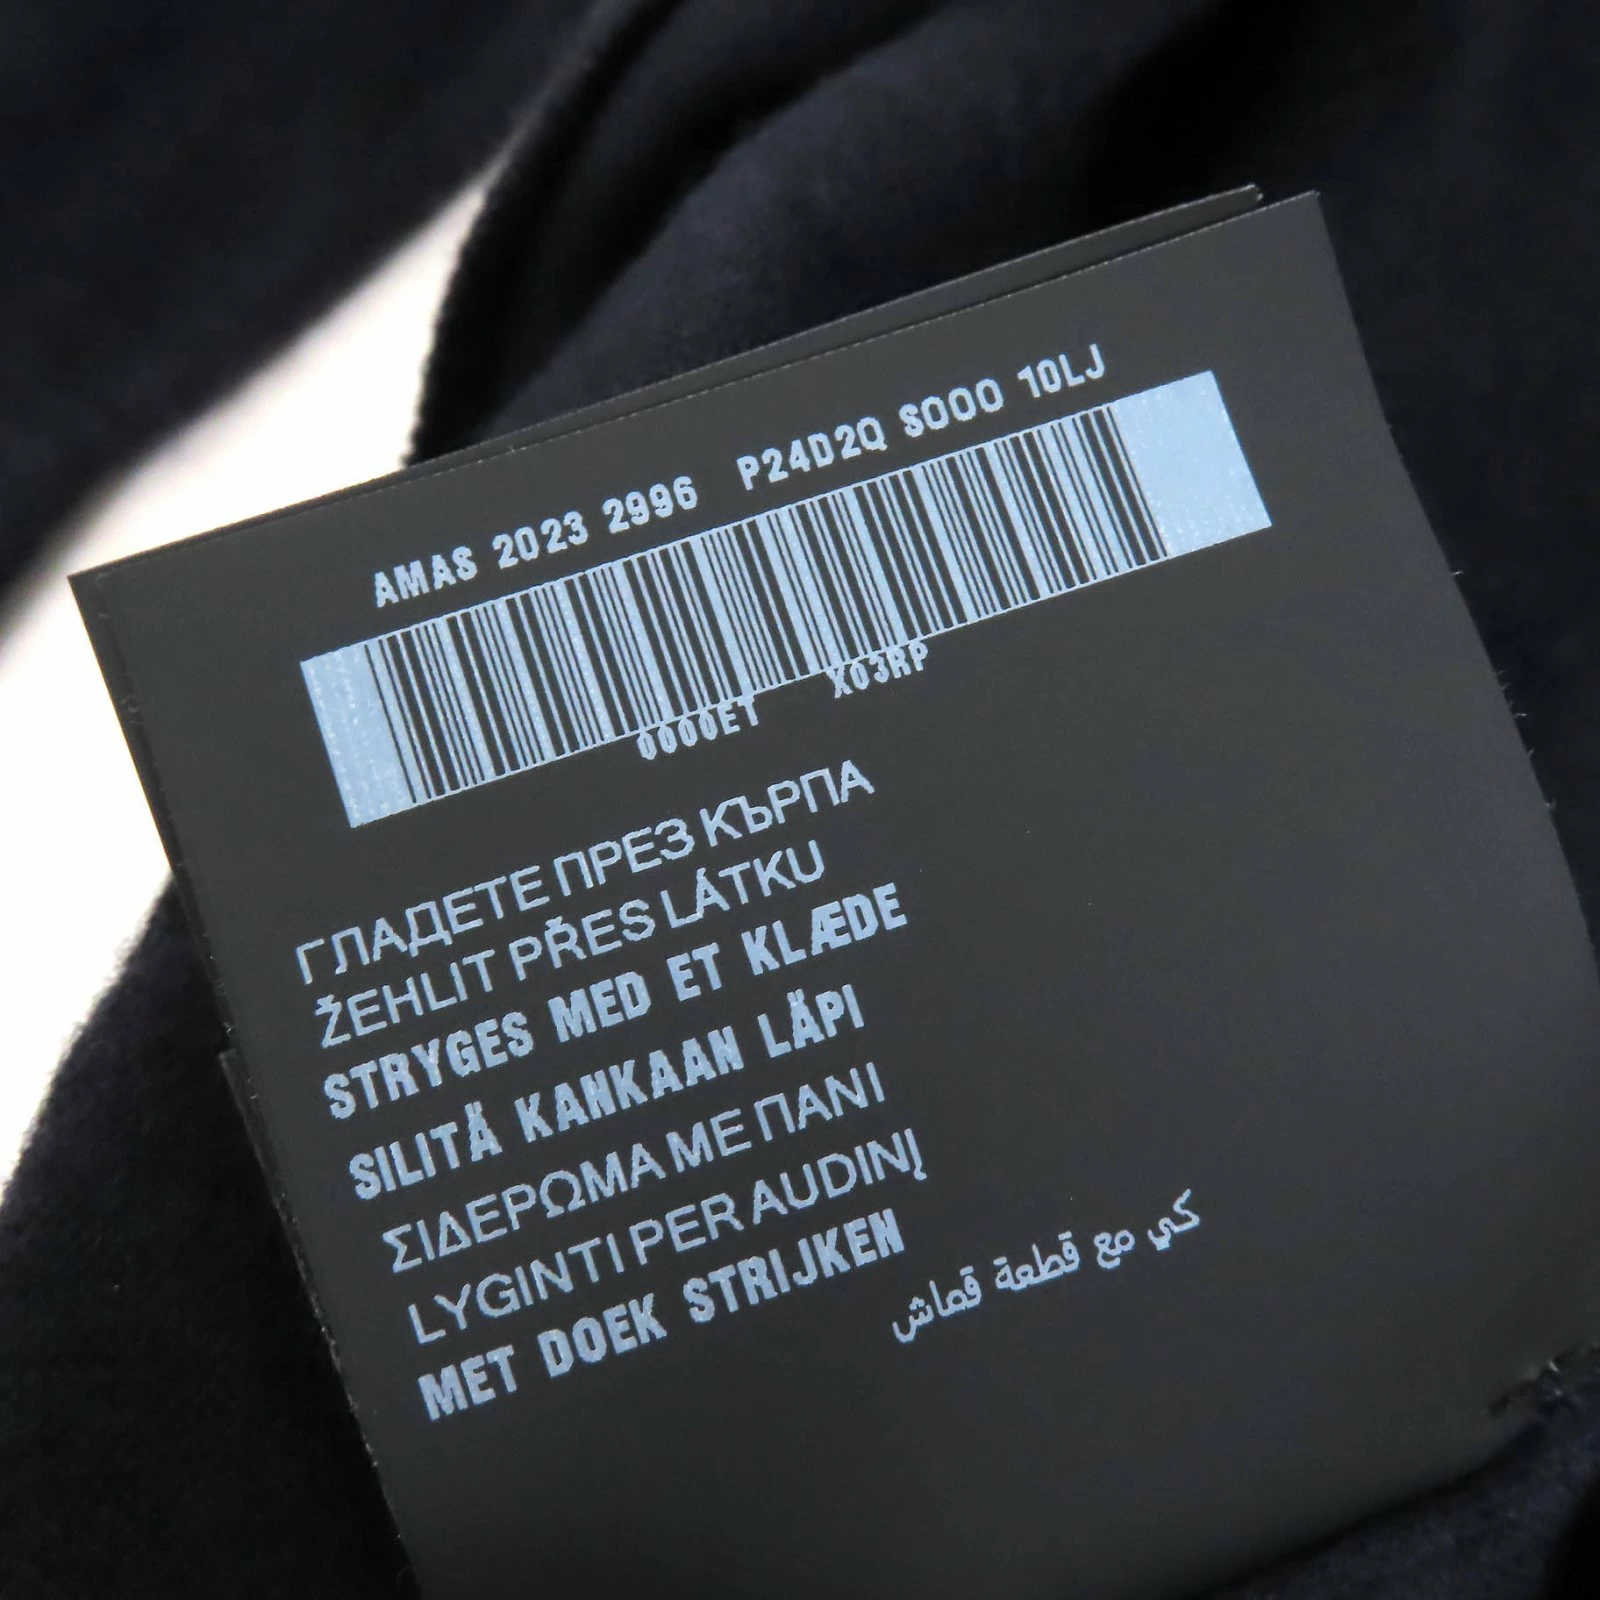 AMAS 2023 2996 P24D2Q SOOO 10LJ
0000ET X03RP
ГЛАДЕТЕ ПРЕЗ КЪРПА
ŽEHLIT PŘES LÁTKU
STRYGES MED ET KLÆDE
SILITÄ KANKAAN LÄPI
ΣΙΔΕΡΩΜΑ ΜΕ ΠΑΝΙ
LYGINTI PER AUDINĮ
MET DOEK STRIJKEN
كي مع قطعة قماش